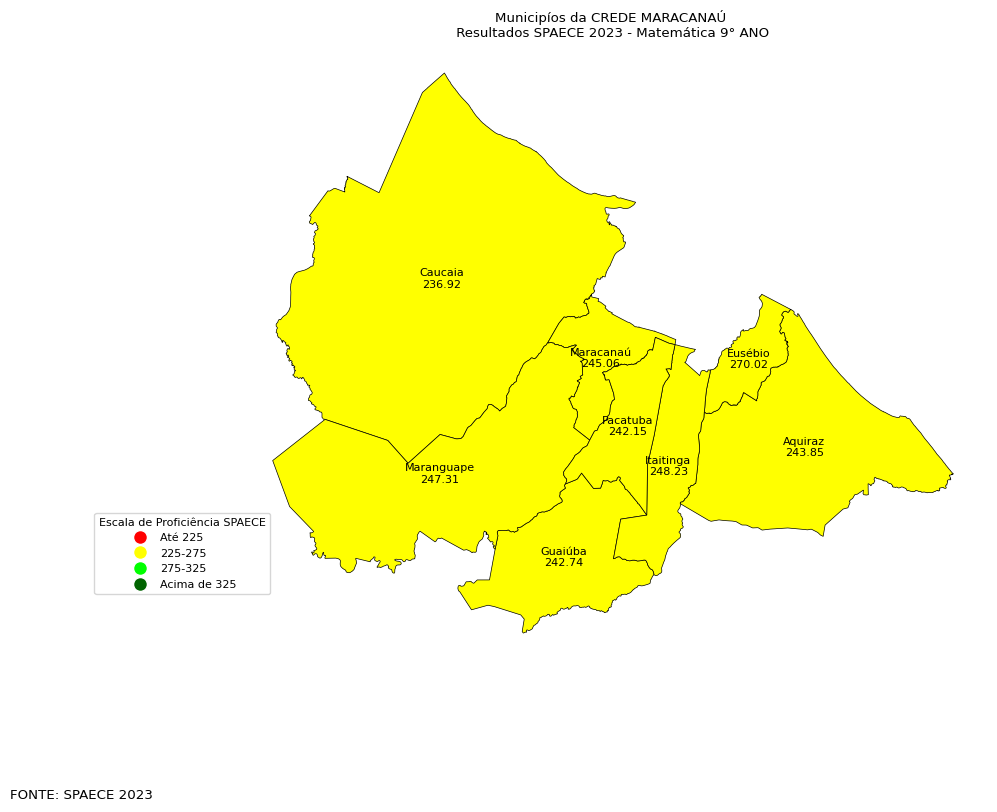 Municipíos da CREDE MARACANAÚ
Resultados SPAECE 2023 - Matemática 9° ANO
Caucaia
236.92
Maracanaú
245.06
Eusébio
270.02
Pacatuba
242.15
Aquiraz
243.85
Itaitinga
248.23
Maranguape
247.31
Guaiúba
242.74
Escala de Proficiência SPAECE
Até 225
225-275
275-325
Acima de 325
FONTE: SPAECE 2023